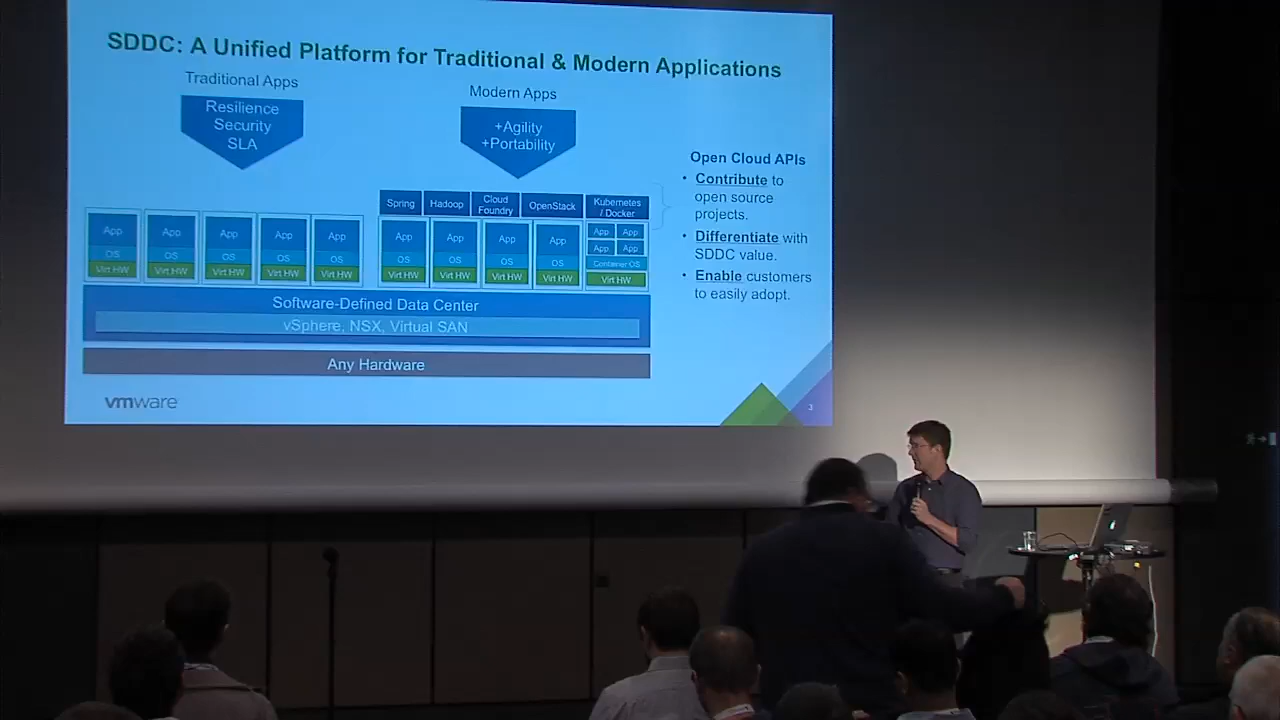 SDDC: A Unified Platform for Traditional & Modern Applications
Traditional Apps
Resilience
Security
SLA
Modern Apps
+Agility
+Portability
Spring
Hadoop
Cloud
Foundry
OpenStack
Kubernetes
/ Docker
App
OS
Virt HW
App
OS
Virt HW
App
OS
Virt HW
App
OS
Virt HW
App
OS
Virt HW
App
OS
Virt HW
App
OS
Virt HW
App
OS
Virt HW
App
OS
Virt HW
App App
App App
Container OS
Virt HW
Software-Defined Data Center
vSphere, NSX, Virtual SAN
Any Hardware
Open Cloud APIs
• Contribute to
open source
projects.
• Differentiate with
SDDC value.
• Enable customers
to easily adopt.
vmware
3